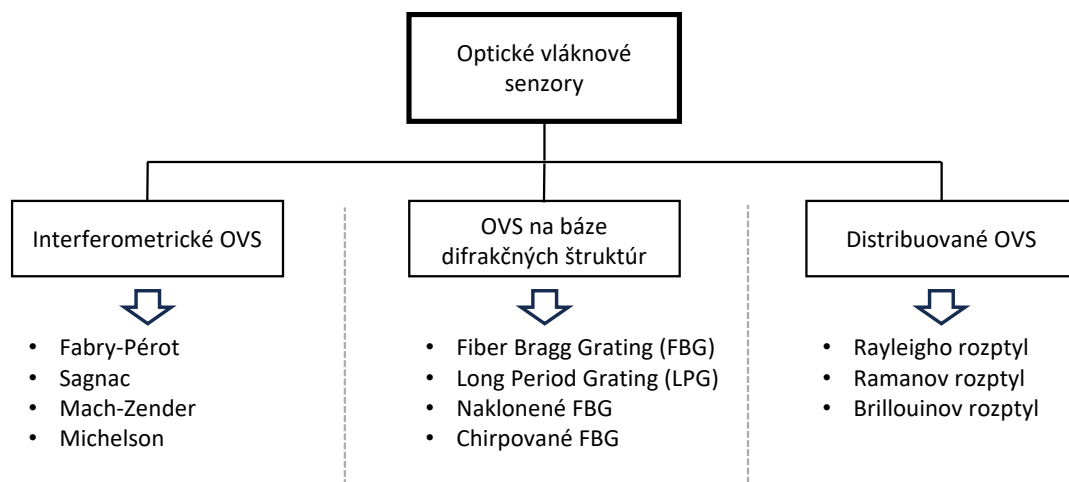 Optické vláknové
senzory
Interferometrické OVS
OVS na báze
difrakčných štruktúr
Distribuované OVS
• Fabry-Pérot
• Sagnac
• Mach-Zender
• Michelson
• Fiber Bragg Grating (FBG)
• Long Period Grating (LPG)
• Naklonené FBG
• Chirpované FBG
• Rayleigho rozptyl
• Ramanov rozptyl
• Brillouinov rozptyl